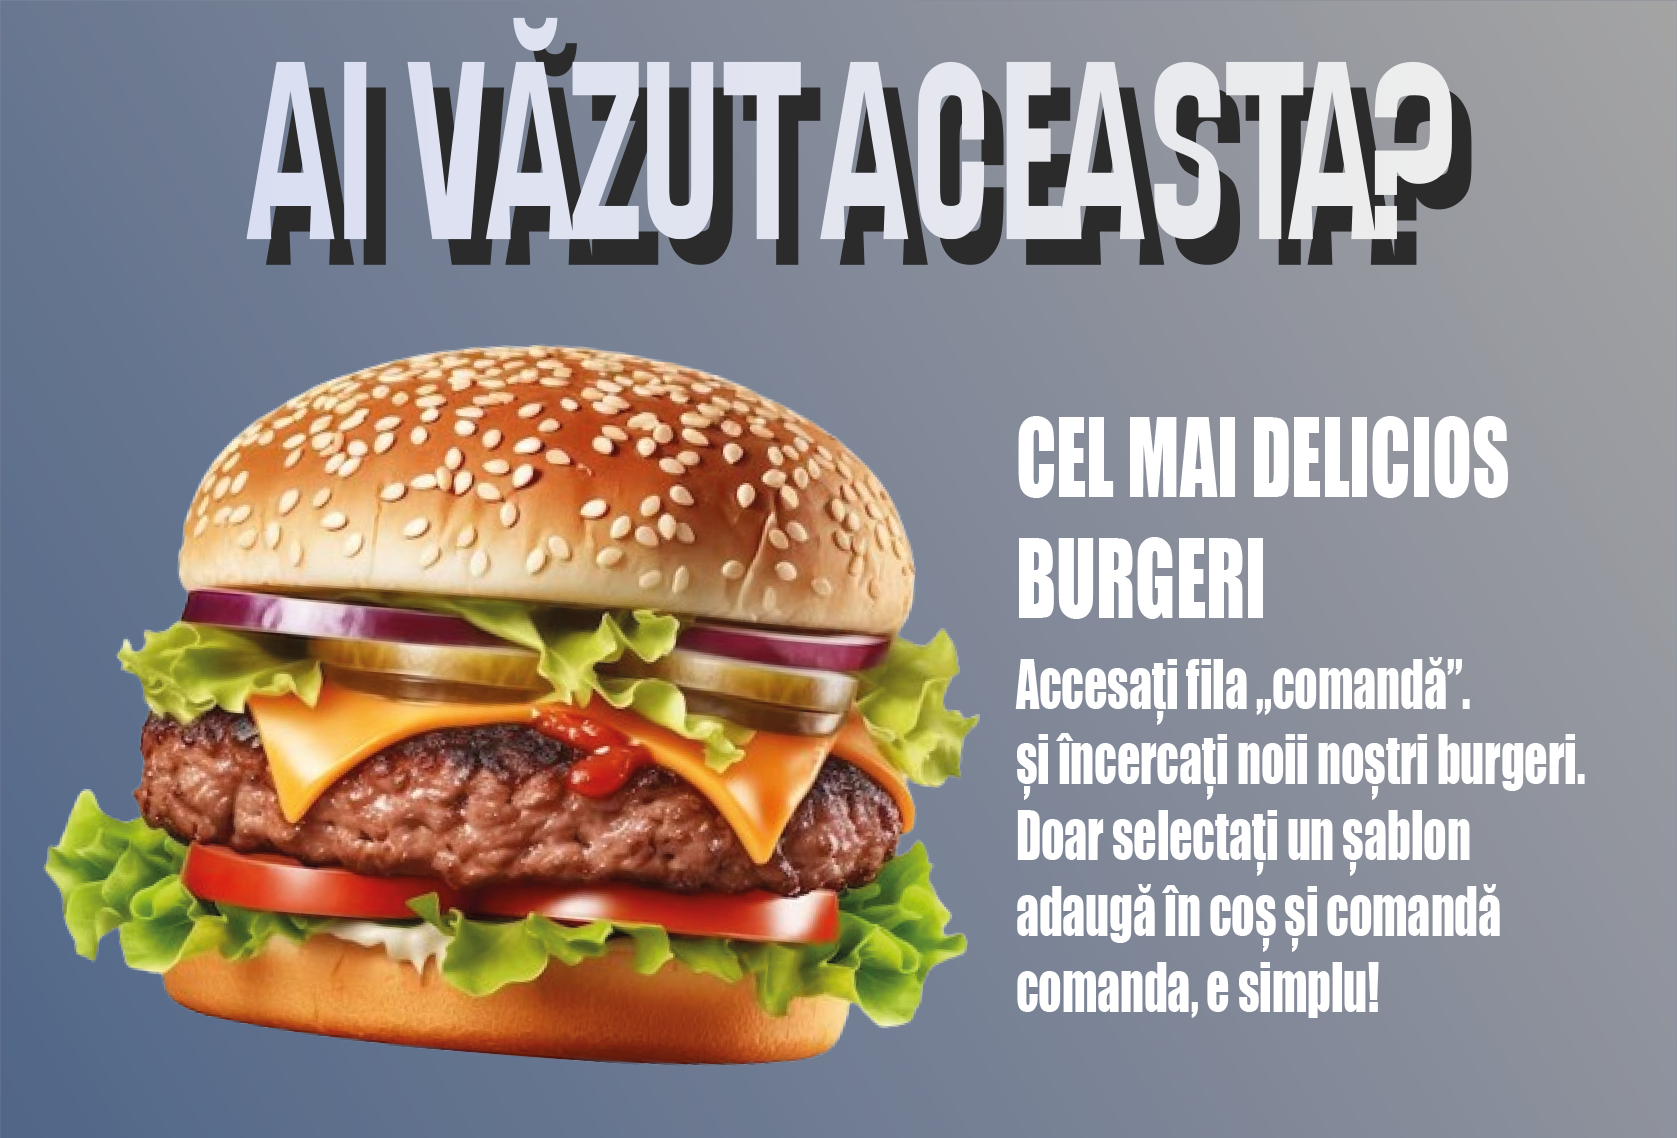 AI VĂZUT ACEASTA?
CEL MAI DELICIOS
BURGERI
Accesați fila „comandă”.
și încercați noii noștri burgeri.
Doar selectați un șablon
adaugă în coș și comandă
comanda, e simplu!